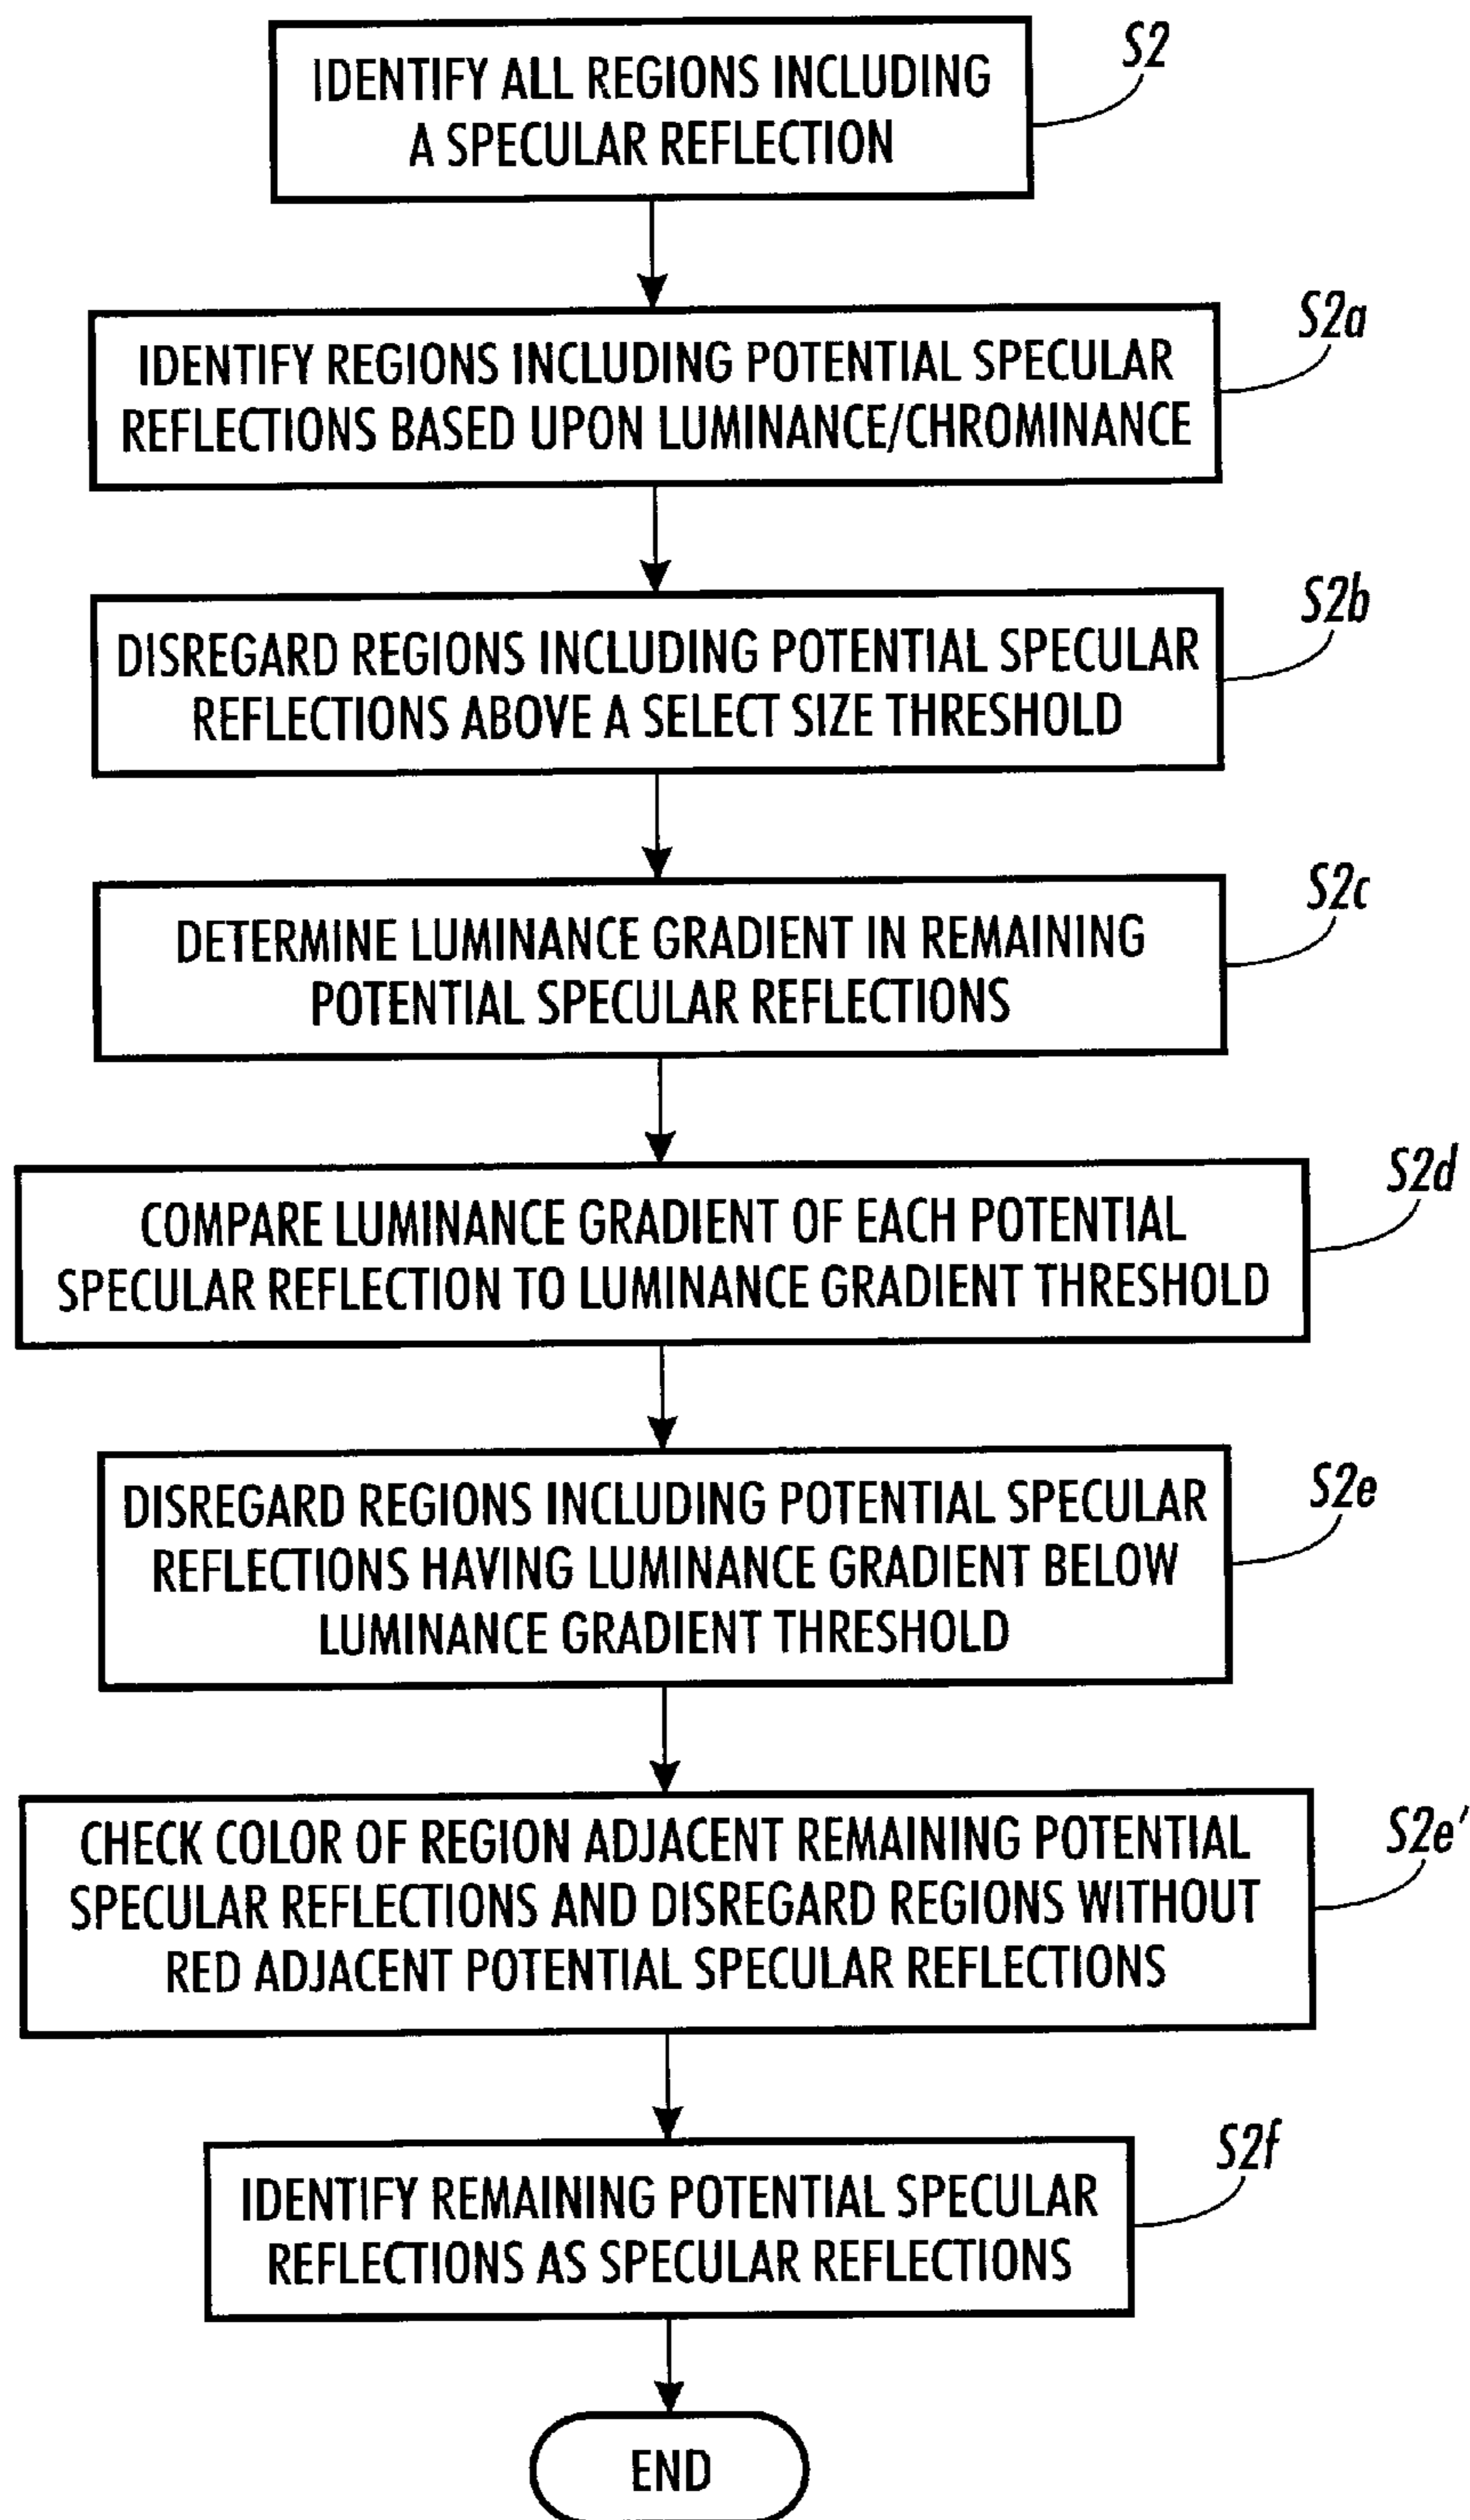 IDENTIFY ALL REGIONS INCLUDING
A SPECULAR REFLECTION
S2
IDENTIFY REGIONS INCLUDING POTENTIAL SPECULAR
REFLECTIONS BASED UPON LUMINANCE/CHROMINANCE
S2a
DISREGARD REGIONS INCLUDING POTENTIAL SPECULAR
REFLECTIONS ABOVE A SELECT SIZE THRESHOLD
S2b
DETERMINE LUMINANCE GRADIENT IN REMAINING
POTENTIAL SPECULAR REFLECTIONS
S2c
COMPARE LUMINANCE GRADIENT OF EACH POTENTIAL
SPECULAR REFLECTION TO LUMINANCE GRADIENT THRESHOLD
S2d
DISREGARD REGIONS INCLUDING POTENTIAL SPECULAR
REFLECTIONS HAVING LUMINANCE GRADIENT BELOW
LUMINANCE GRADIENT THRESHOLD
S2e
CHECK COLOR OF REGION ADJACENT REMAINING POTENTIAL
SPECULAR REFLECTIONS AND DISREGARD REGIONS WITHOUT
RED ADJACENT POTENTIAL SPECULAR REFLECTIONS
S2e'
IDENTIFY REMAINING POTENTIAL SPECULAR
REFLECTIONS AS SPECULAR REFLECTIONS
S2f
END